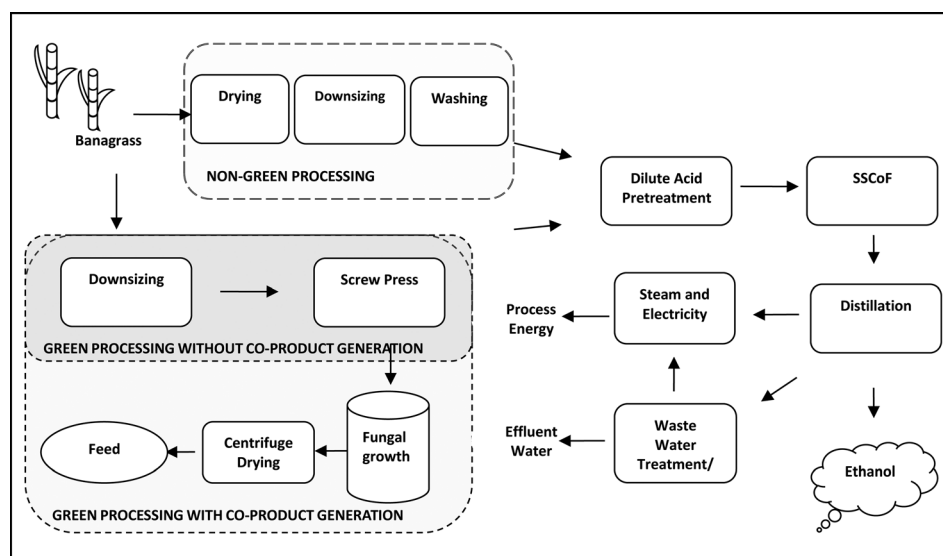 Banagrass
Drying
Downsizing
Washing
NON-GREEN PROCESSING
Dilute Acid
Pretreatment
SSCoF
Downsizing
Screw Press
GREEN PROCESSING WITHOUT CO-PRODUCT GENERATION
Process
Energy
Steam and
Electricity
Distillation
Feed
Centrifuge
Drying
Fungal
growth
GREEN PROCESSING WITH CO-PRODUCT GENERATION
Effluent
Water
Waste
Water
Treatment/
Ethanol